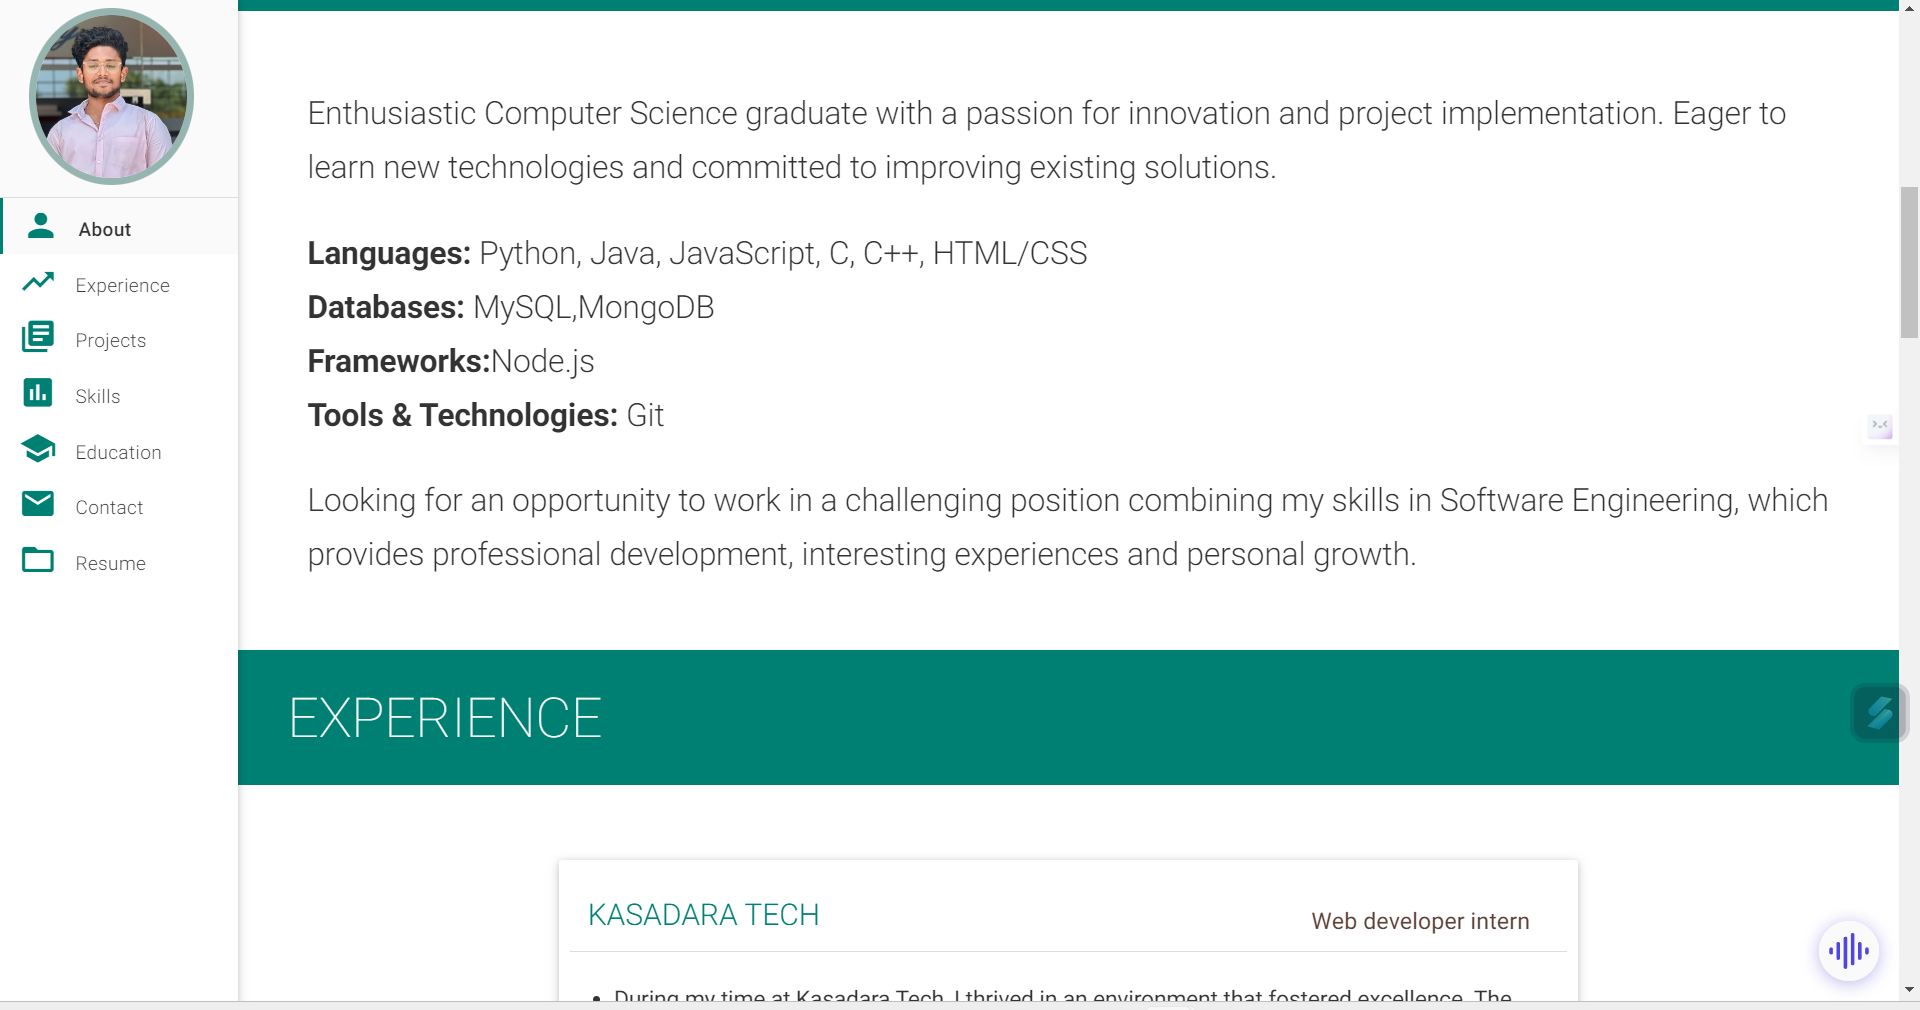 About
Experience
Projects
Skills
Education
Contact
Resume
Enthusiastic Computer Science graduate with a passion for innovation and project implementation. Eager to
learn new technologies and committed to improving existing solutions.
Languages: Python, Java, JavaScript, C, C++, HTML/CSS
Databases: MySQL,MongoDB
Frameworks:Node.js
Tools & Technologies: Git
Looking for an opportunity to work in a challenging position combining my skills in Software Engineering, which
provides professional development, interesting experiences and personal growth.
EXPERIENCE
KASADARA TECH
Web developer intern
• During my time at Kasadara Tech, I thrived in an environment that fostered excellence. The